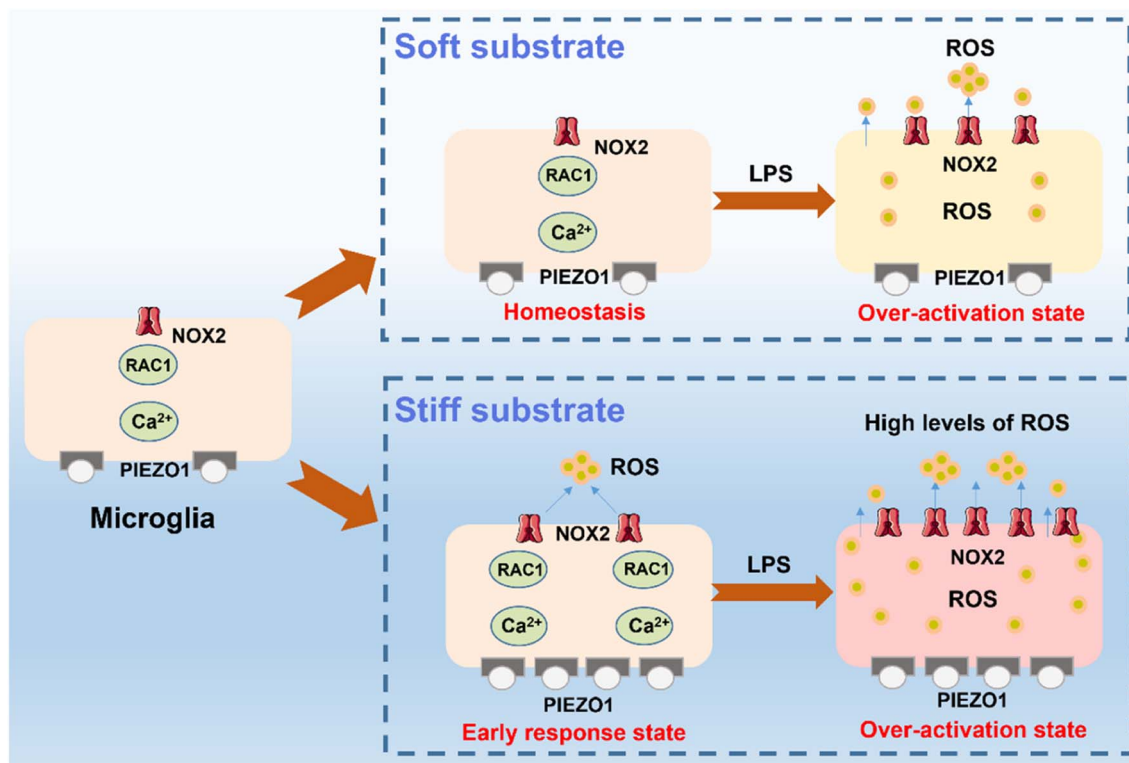 NOX2
RAC1
Ca²⁺
PIEZO1
Microglia
Soft substrate
NOX2
RAC1
Ca²⁺
PIEZO1
Homeostasis
LPS
ROS
NOX2
ROS
PIEZO1
Over-activation state
Stiff substrate
ROS
NOX2
RAC1 RAC1
Ca²⁺ Ca²⁺
PIEZO1
Early response state
LPS
High levels of ROS
NOX2
ROS
PIEZO1
Over-activation state